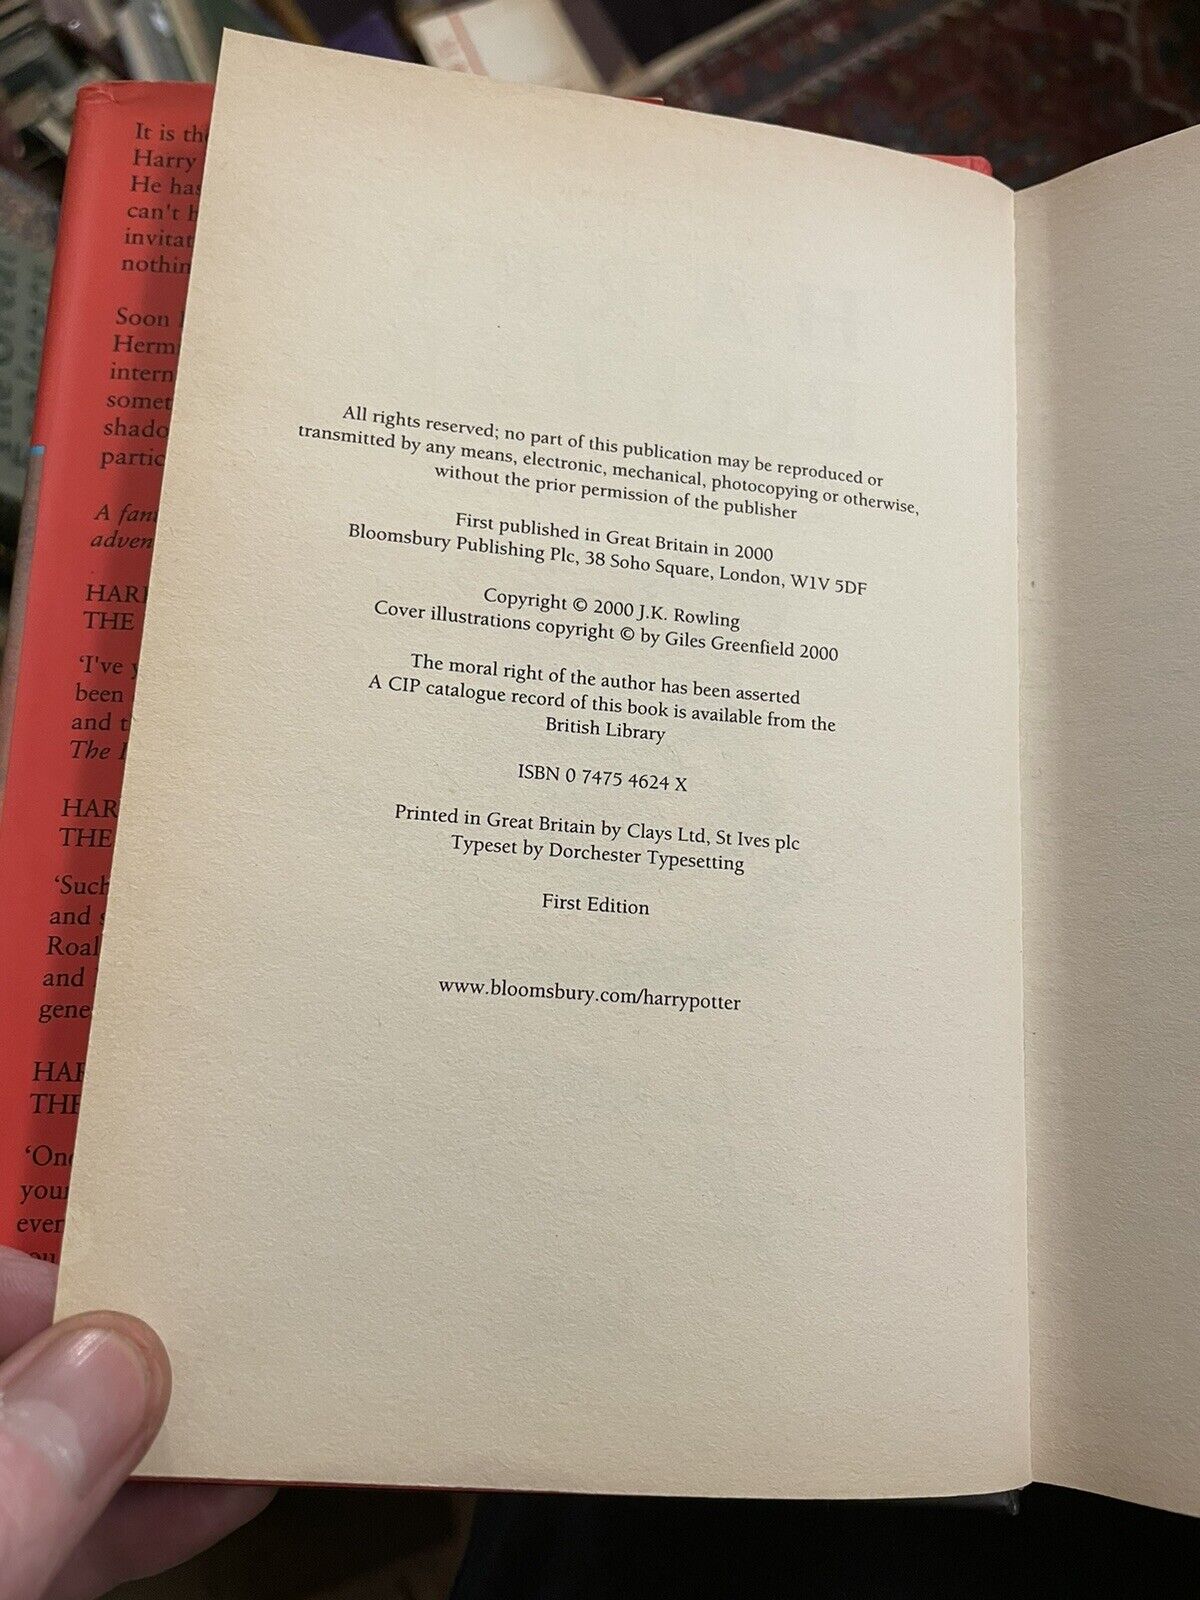 It is
Harry
He has
can't
nothin
Soon
Herm
intern
somet
shado
partic
A fan
adven
HAR
THE
'I've
been
and
The
HAR
THE
'Such
and
Roal
and
gene
HAR
THE
'One
your
ever
All rights reserved; no part of this publication may be reproduced or
transmitted by any means, electronic, mechanical, photocopying or otherwise,
without the prior permission of the publisher
First published in Great Britain in 2000
Bloomsbury Publishing Plc, 38 Soho Square, London, W1V 5DF
Copyright © 2000 J.K. Rowling
Cover illustrations copyright © by Giles Greenfield 2000
The moral right of the author has been asserted
A CIP catalogue record of this book is available from the
British Library
ISBN 0 7475 4624 X
Printed in Great Britain by Clays Ltd, St Ives plc
Typeset by Dorchester Typesetting
First Edition
www.bloomsbury.com/harrypotter